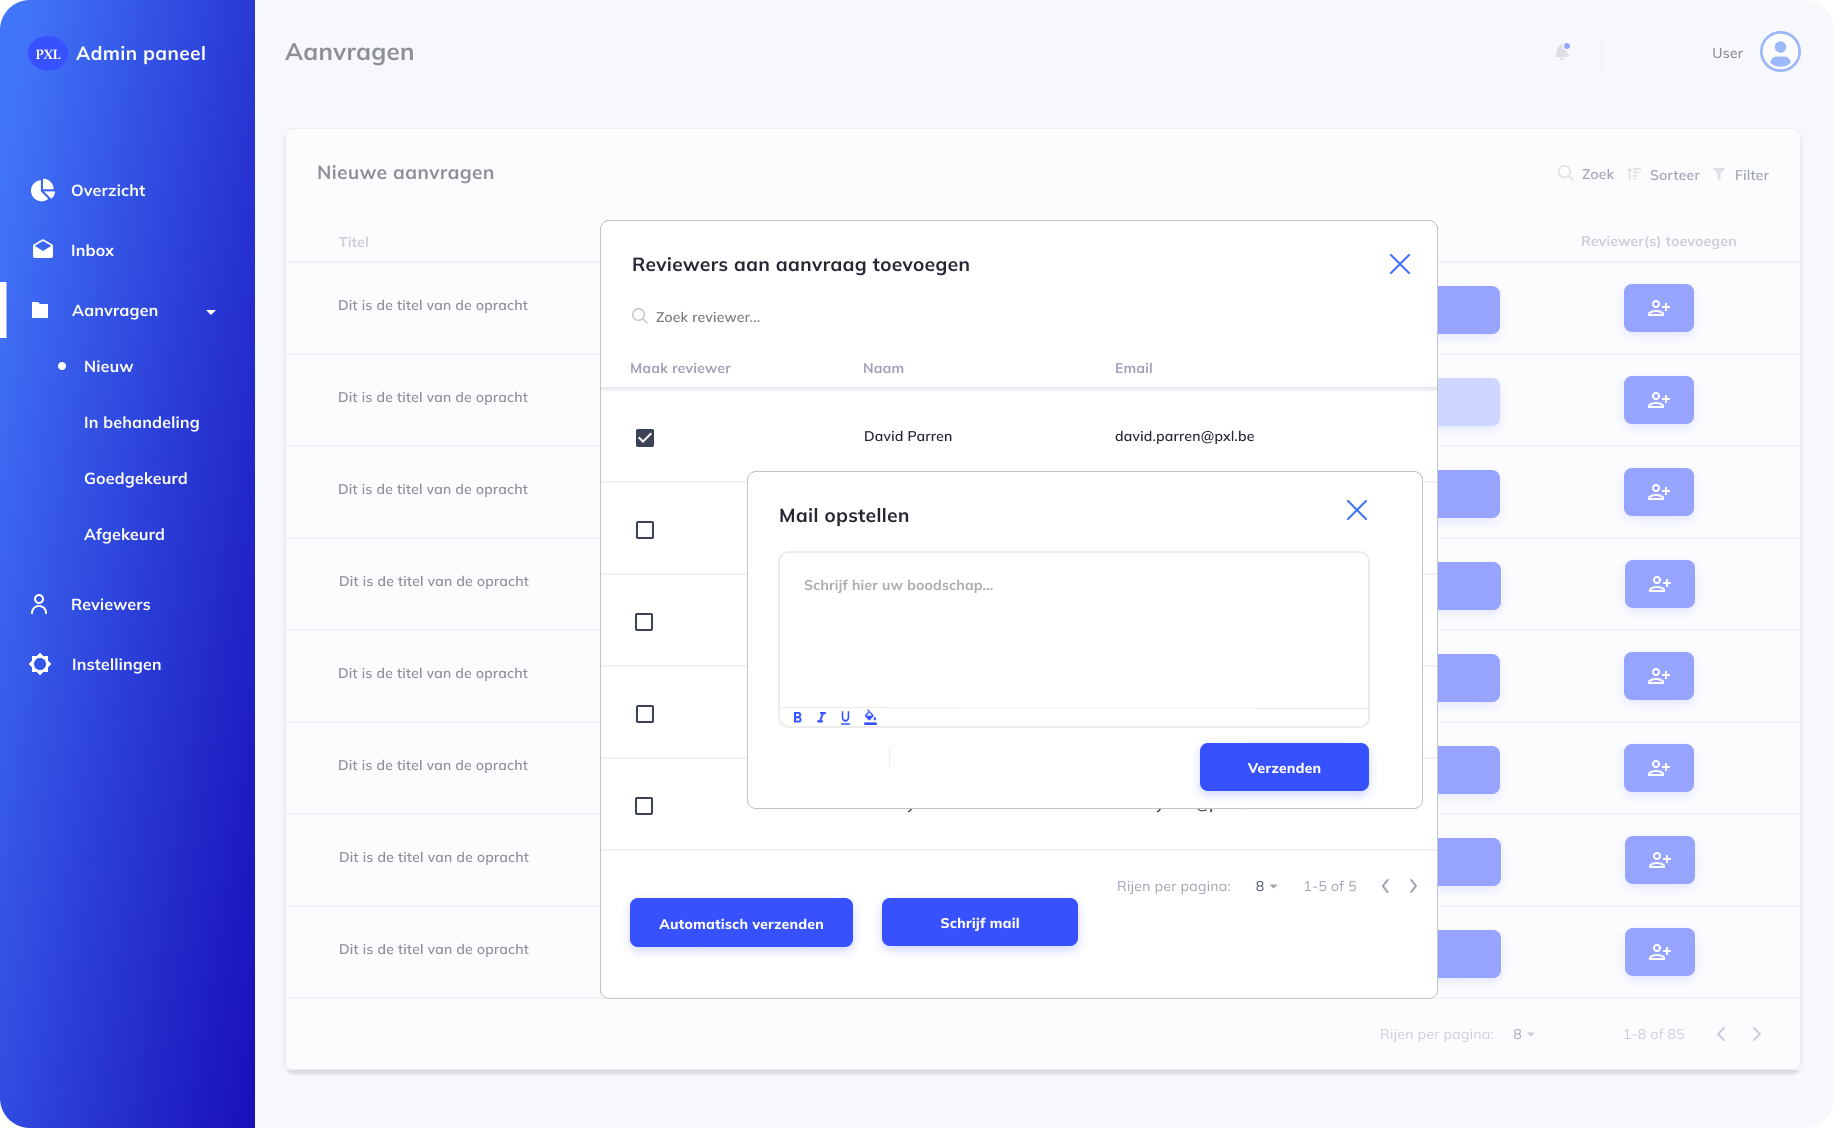 PXL Admin paneel
Aanvragen
User
Overzicht
Inbox
Aanvragen
Nieuw
In behandeling
Goedgekeurd
Afgekeurd
Reviewers
Instellingen
Nieuwe aanvragen
Zoek Sorteer Filter
Titel
Reviewer(s) toevoegen
Dit is de titel van de opracht
Dit is de titel van de opracht
Dit is de titel van de opracht
Dit is de titel van de opracht
Dit is de titel van de opracht
Dit is de titel van de opracht
Dit is de titel van de opracht
Dit is de titel van de opracht
Reviewers aan aanvraag toevoegen
Zoek reviewer...
Maak reviewer Naam Email
David Parren david.parren@pxl.be
Mail opstellen
Schrijf hier uw boodschap...
B I U
Verzenden
Rijen per pagina: 8 1-5 of 5
Automatisch verzenden Schrijf mail
Rijen per pagina: 8 1-8 of 85